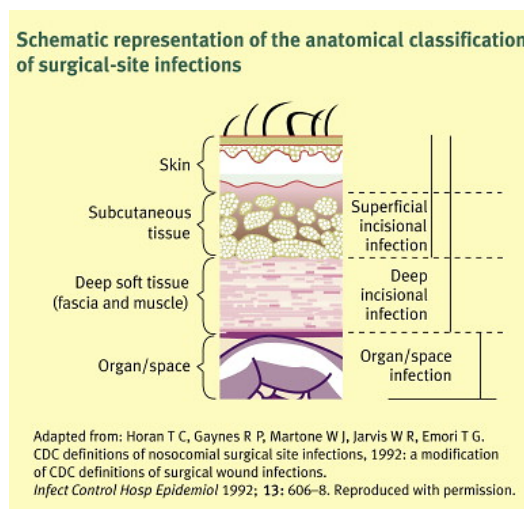 Schematic representation of the anatomical classification
of surgical-site infections
Skin
Subcutaneous
tissue
Superficial
incisional
infection
Deep soft tissue
(fascia and muscle)
Deep
incisional
infection
Organ/space
Organ/space
infection
Adapted from: Horan T C, Gaynes R P, Martone W J, Jarvis W R, Emori T G.
CDC definitions of nosocomial surgical site infections, 1992: a modification
of CDC definitions of surgical wound infections.
Infect Control Hosp Epidemiol 1992; 13: 606–8. Reproduced with permission.